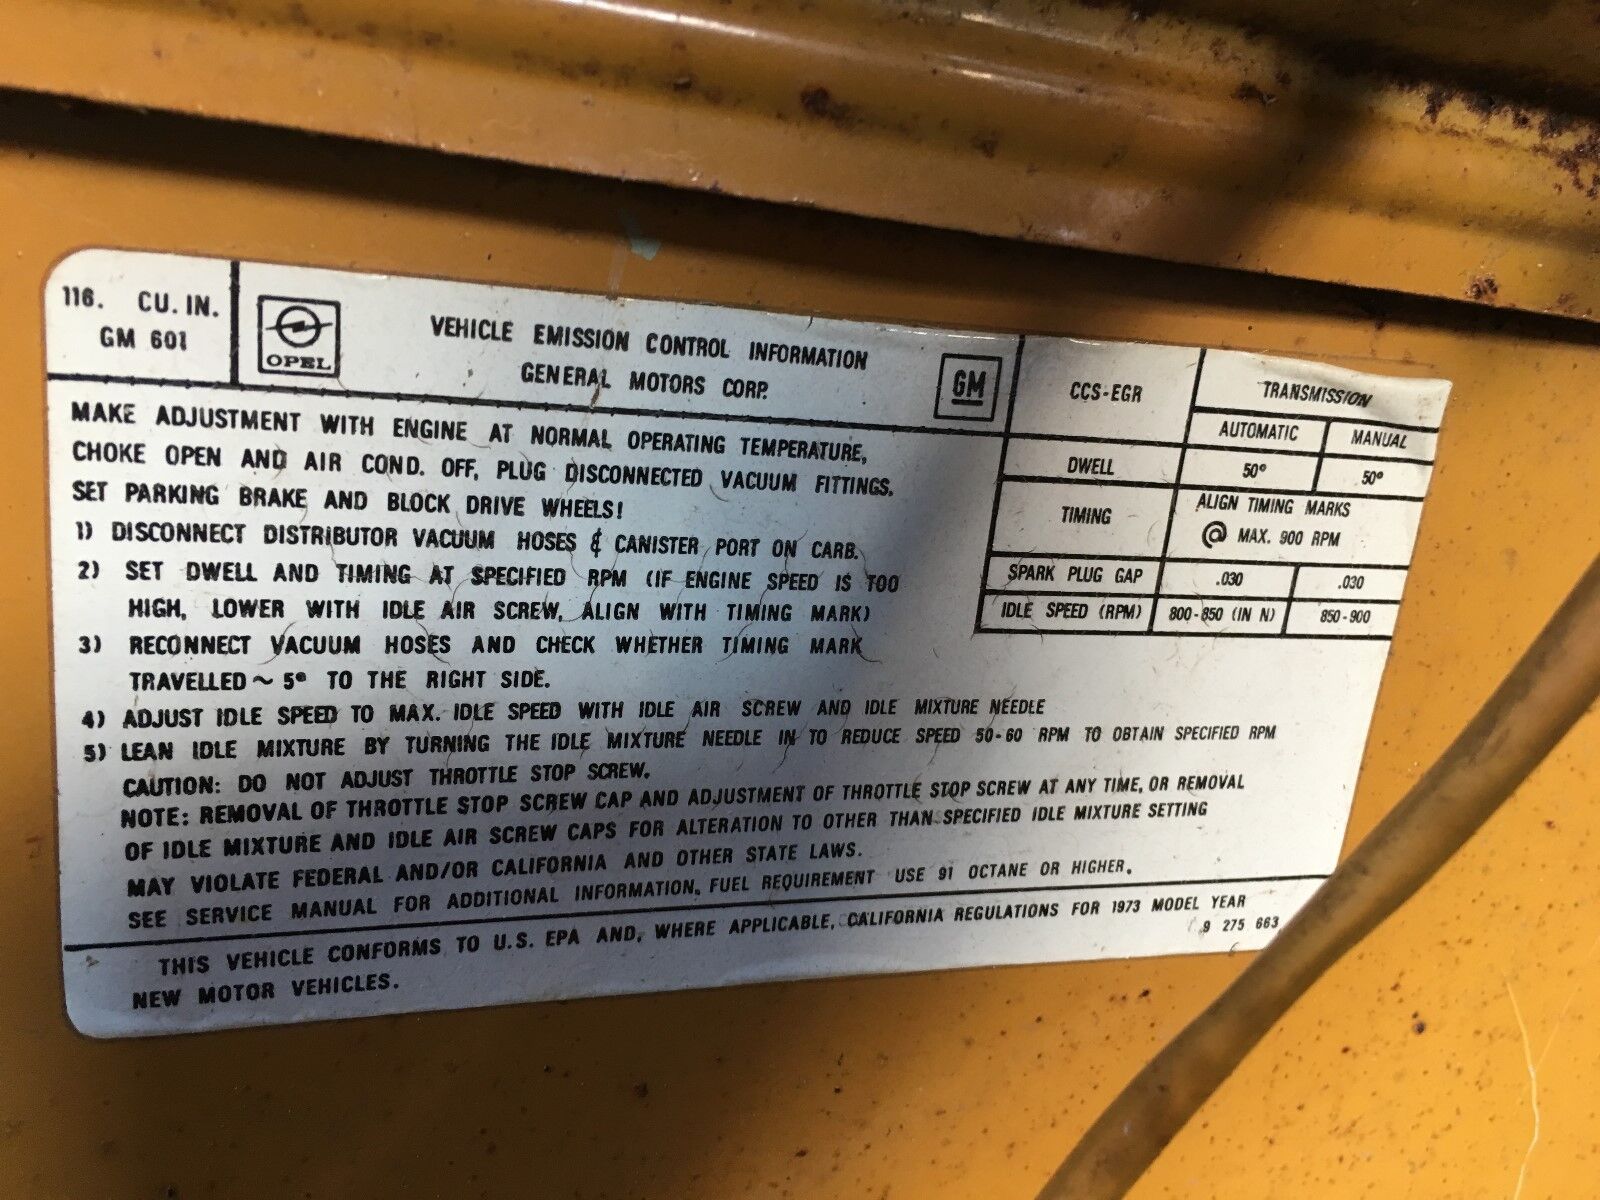 116. CU. IN.
GM 601
OPEL
VEHICLE EMISSION CONTROL INFORMATION
GENERAL MOTORS CORP.
GM
CCS-EGR
TRANSMISSION
AUTOMATIC MANUAL
DWELL 50° 50°
TIMING ALIGN TIMING MARKS
@ MAX. 900 RPM
SPARK PLUG GAP .030 .030
IDLE SPEED (RPM) 800-850 (IN N) 850-900
MAKE ADJUSTMENT WITH ENGINE AT NORMAL OPERATING TEMPERATURE,
CHOKE OPEN AND AIR COND. OFF, PLUG DISCONNECTED VACUUM FITTINGS.
SET PARKING BRAKE AND BLOCK DRIVE WHEELS!
1) DISCONNECT DISTRIBUTOR VACUUM HOSES & CANISTER PORT ON CARB.
2) SET DWELL AND TIMING AT SPECIFIED RPM (IF ENGINE SPEED IS TOO
HIGH, LOWER WITH IDLE AIR SCREW, ALIGN WITH TIMING MARK)
3) RECONNECT VACUUM HOSES AND CHECK WHETHER TIMING MARK
TRAVELLED ~ 5° TO THE RIGHT SIDE.
4) ADJUST IDLE SPEED TO MAX. IDLE SPEED WITH IDLE AIR SCREW AND IDLE MIXTURE NEEDLE
5) LEAN IDLE MIXTURE BY TURNING THE IDLE MIXTURE NEEDLE IN TO REDUCE SPEED 50-60 RPM TO OBTAIN SPECIFIED RPM
CAUTION: DO NOT ADJUST THROTTLE STOP SCREW.
NOTE: REMOVAL OF THROTTLE STOP SCREW CAP AND ADJUSTMENT OF THROTTLE STOP SCREW AT ANY TIME, OR REMOVAL
OF IDLE MIXTURE AND IDLE AIR SCREW CAPS FOR ALTERATION TO OTHER THAN SPECIFIED IDLE MIXTURE SETTING
MAY VIOLATE FEDERAL AND/OR CALIFORNIA AND OTHER STATE LAWS.
SEE SERVICE MANUAL FOR ADDITIONAL INFORMATION. FUEL REQUIREMENT USE 91 OCTANE OR HIGHER.
THIS VEHICLE CONFORMS TO U.S. EPA AND, WHERE APPLICABLE, CALIFORNIA REGULATIONS FOR 1973 MODEL YEAR
NEW MOTOR VEHICLES.
9 275 663